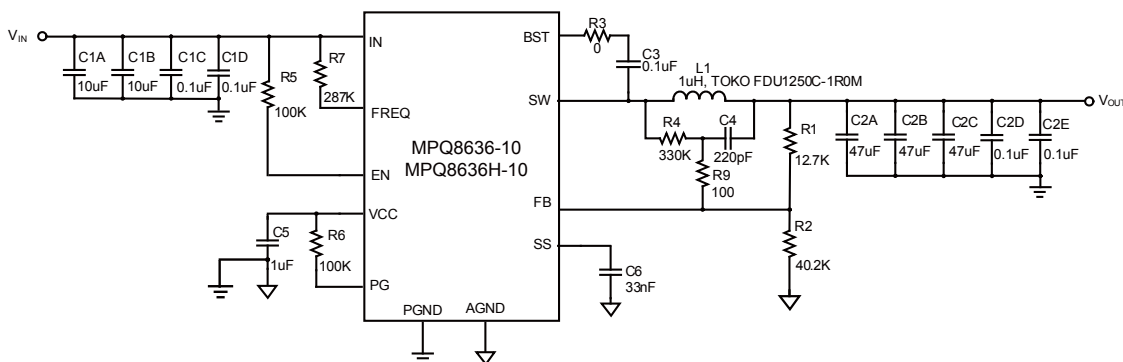 VIN
C1A
10uF
C1B
10uF
C1C
0.1uF
C1D
0.1uF
R5
100K
R7
287K
IN
FREQ
EN
VCC
PG
PGND
AGND
MPQ8636-10
MPQ8636H-10
BST
SW
FB
SS
C5
1uF
R6
100K
R3
0
C3
0.1uF
L1
1uH, TOKO FDU1250C-1R0M
R4
330K
C4
220pF
R9
100
R1
12.7K
R2
40.2K
C6
33nF
C2A
47uF
C2B
47uF
C2C
47uF
C2D
0.1uF
C2E
0.1uF
VOUT